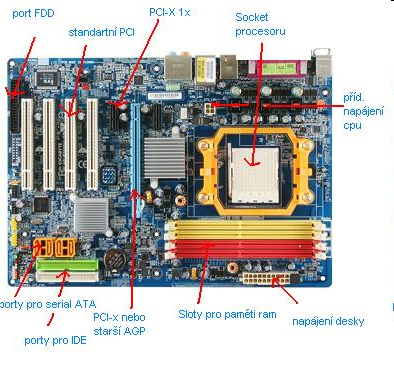 port FDD
standartní PCI
PCI-X 1x
Socket
procesoru
příd.
napájení
cpu
porty pro serial ATA
porty pro IDE
PCI-x nebo
starší AGP
Sloty pro paměti ram
napájení desky